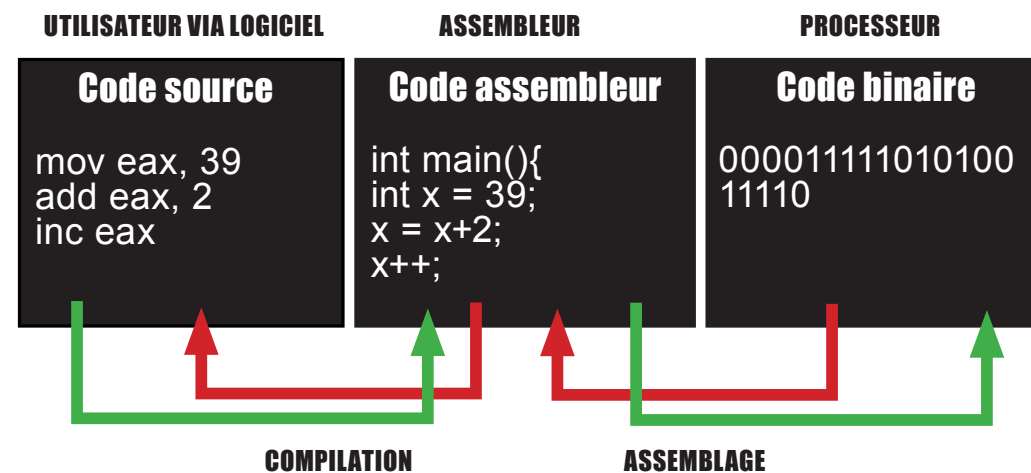 UTILISATEUR VIA LOGICIEL
ASSEMBLEUR
PROCESSEUR
Code source
mov eax, 39
add eax, 2
inc eax
Code assembleur
int main(){
int x = 39;
x = x+2;
x++;
Code binaire
000011111010100
11110
COMPILATION
ASSEMBLAGE